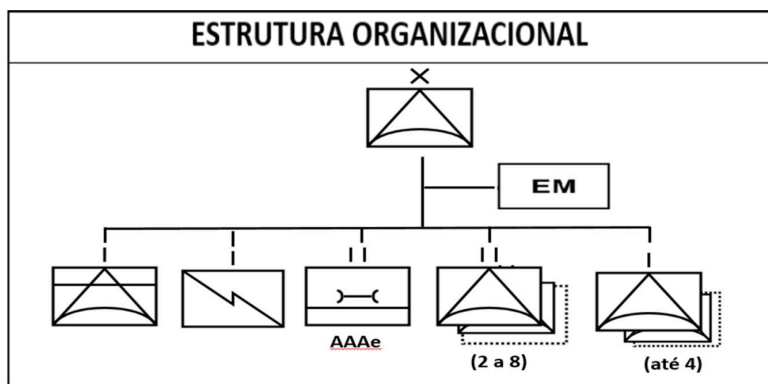 ESTRUTURA ORGANIZACIONAL
EM
AAAe
(2 a 8)
(até 4)